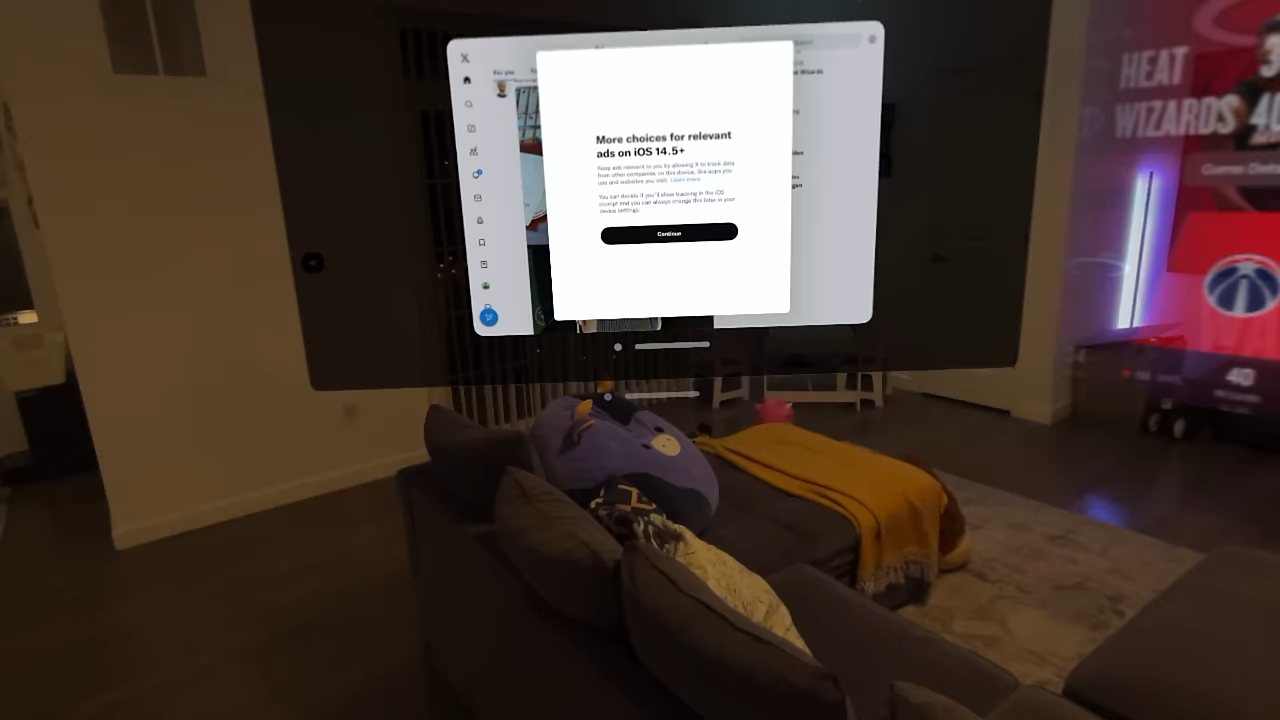 For you
More choices for relevant
ads on iOS 14.5+
Keep ads relevant to you by allowing X to track data
from other companies on this device, like apps you
use and websites you visit. Learn more
You can decide if you'll allow tracking in the iOS
prompt and you can always change this later in your
device settings.
Continue
Wizards
HEAT
WIZARDS
40